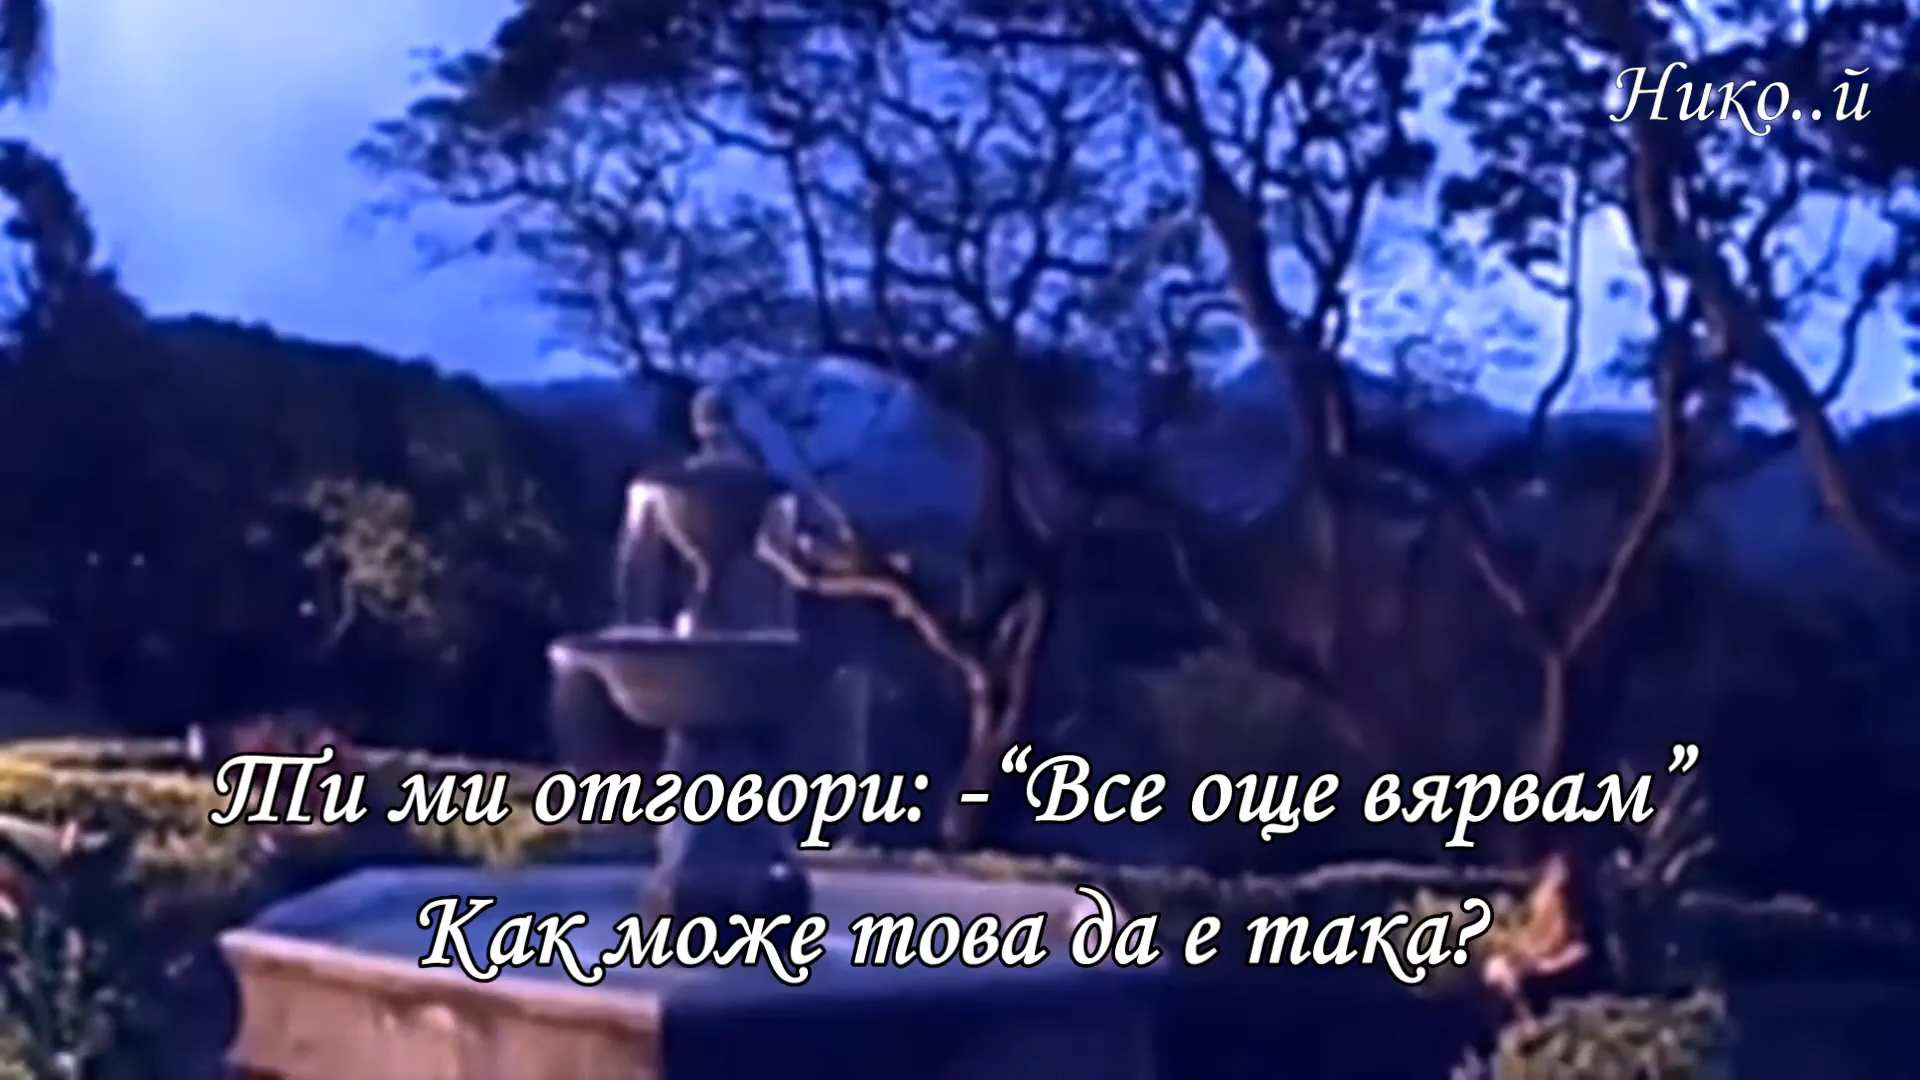 Нико..й
Ти ми отговори: -“Все още вярвам”
Как може това да е така?